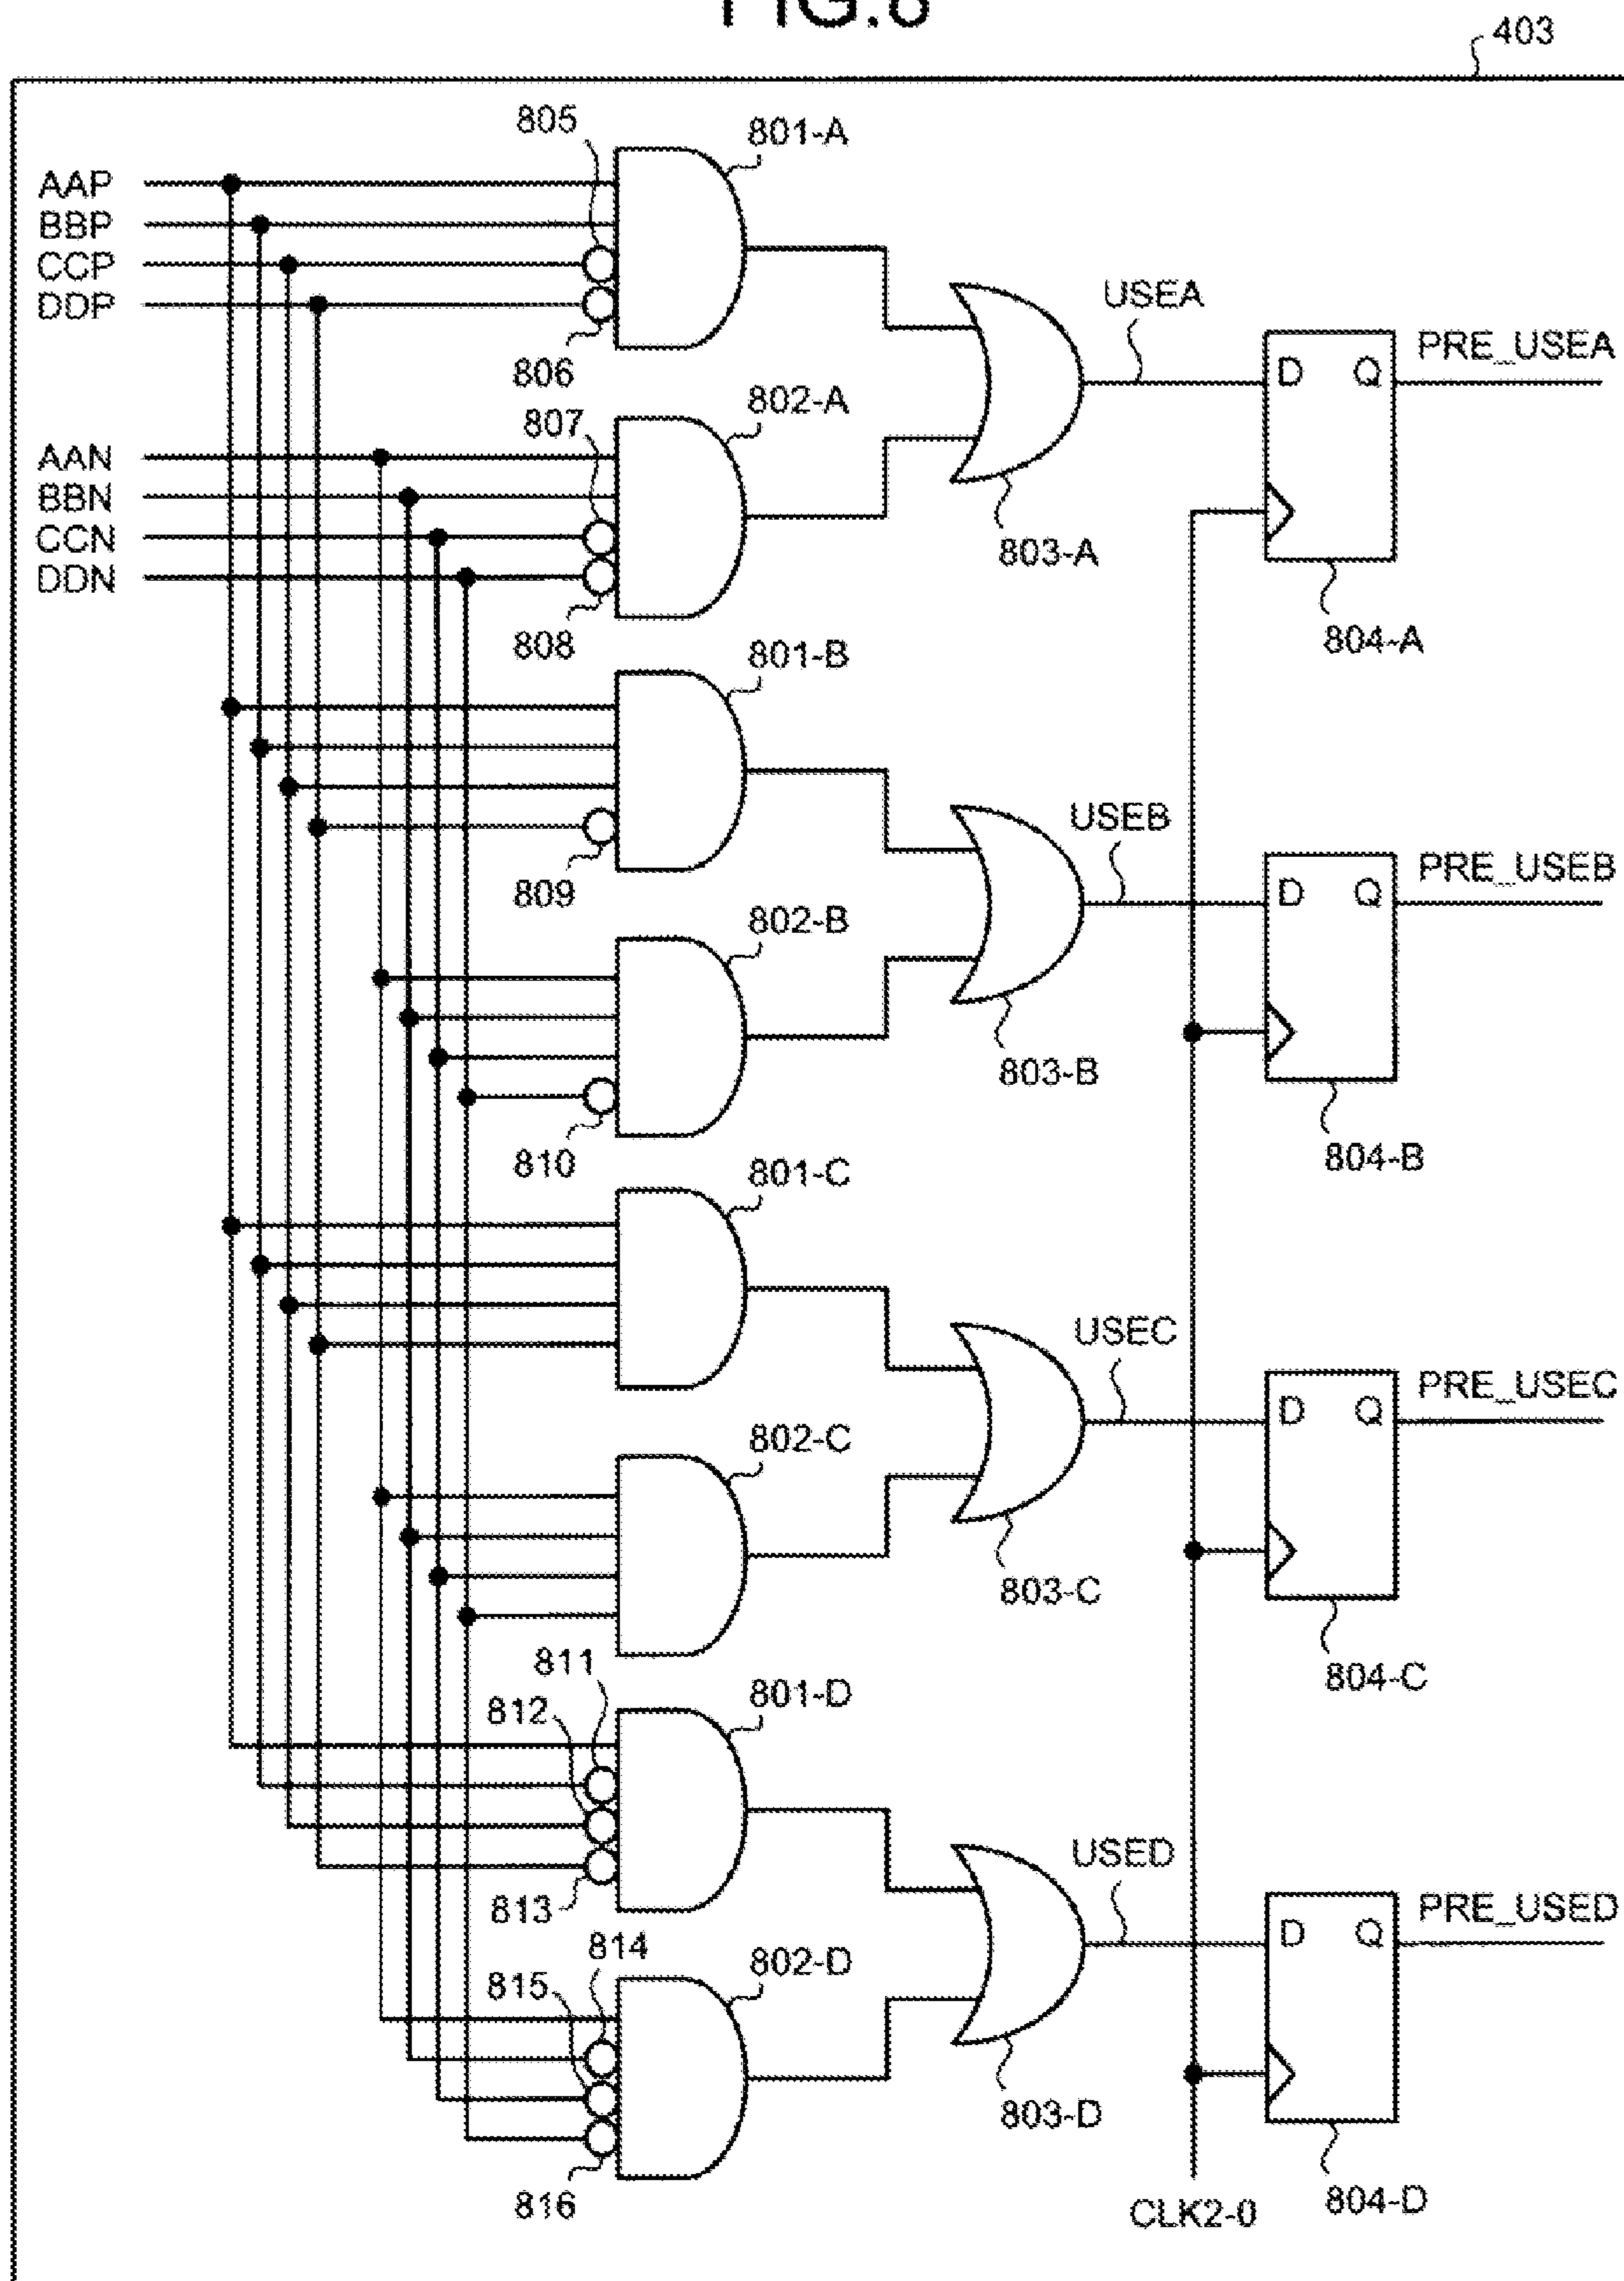 FIG.8
403
805
801-A
AAP
BBP
CCP
DDP
USEA
PRE_USEA
D Q
806
802-A
807
AAN
BBN
CCN
DDN
803-A
808
804-A
801-B
USEB
PRE_USEB
D Q
809
802-B
803-B
810
804-B
801-C
USEC
PRE_USEC
D Q
802-C
803-C
811
804-C
812
801-D
USED
PRE_USED
813
D Q
814
815
802-D
803-D
816
CLK2-0
804-D